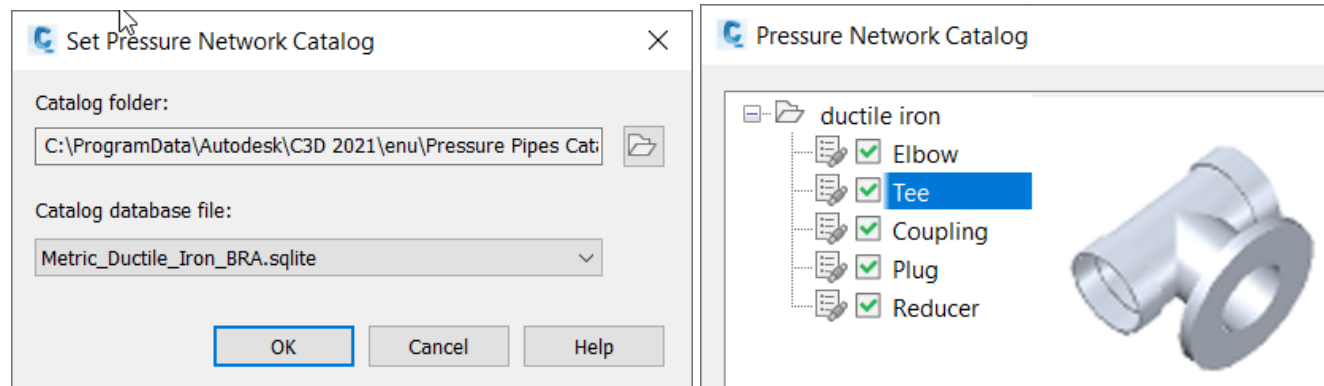 Set Pressure Network Catalog
Catalog folder:
C:\ProgramData\Autodesk\C3D 2021\enu\Pressure Pipes Cat
Catalog database file:
Metric_Ductile_Iron_BRA.sqlite
OK
Cancel
Help
Pressure Network Catalog
ductile iron
Elbow
Tee
Coupling
Plug
Reducer